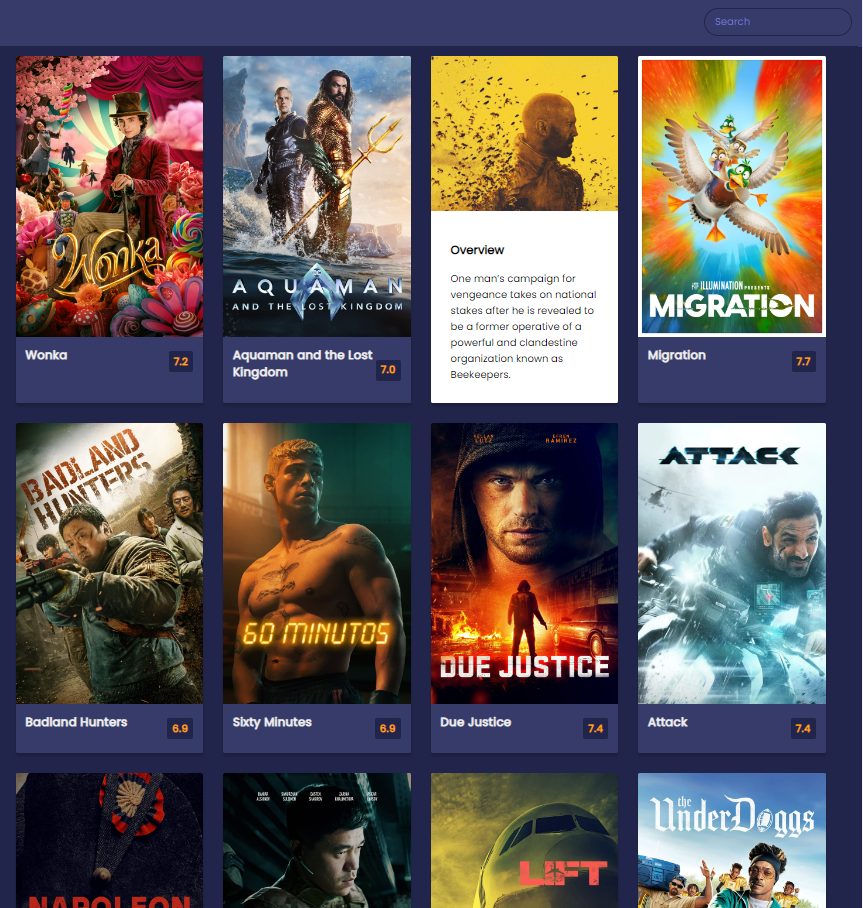 Search
Wonka
AQUAMAN
AND THE LOST KINGDOM
Overview
One man's campaign for
vengeance takes on national
stakes after he is revealed to
be a former operative of a
powerful and clandestine
organization known as
Beekeepers.
ILLUMINATION PRESENTS
MIGRATION
Wonka
7.2
Aquaman and the Lost
Kingdom
7.0
Migration
7.7
BADLAND
HUNTERS
60 MINUTOS
RAMIREZ
DUE JUSTICE
ATTACK
Badland Hunters
6.9
Sixty Minutes
6.9
Due Justice
7.4
Attack
7.4
NAPOLEON
LIFT
the
UnderDoggs